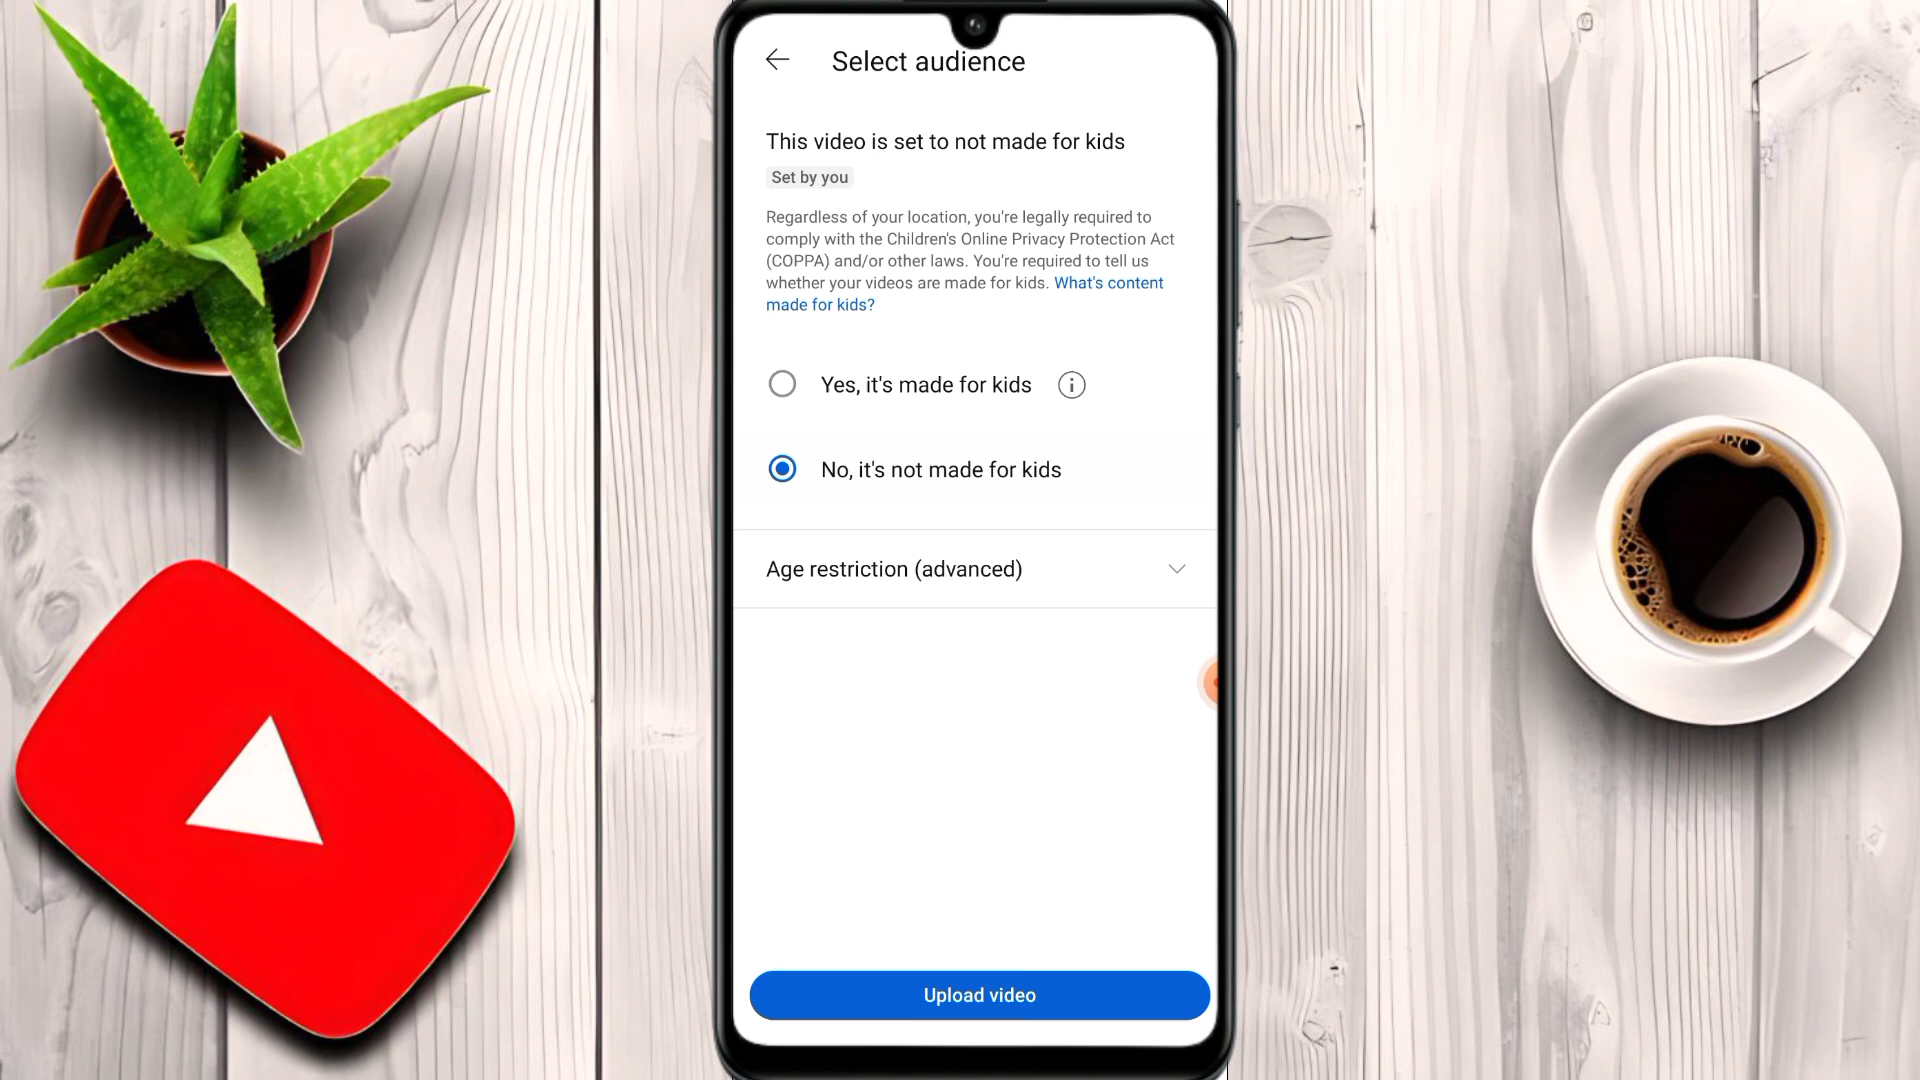 Select audience
This video is set to not made for kids
Set by you
Regardless of your location, you're legally required to
comply with the Children's Online Privacy Protection Act
(COPPA) and/or other laws. You're required to tell us
whether your videos are made for kids. What's content
made for kids?
Yes, it's made for kids
No, it's not made for kids
Age restriction (advanced)
Upload video